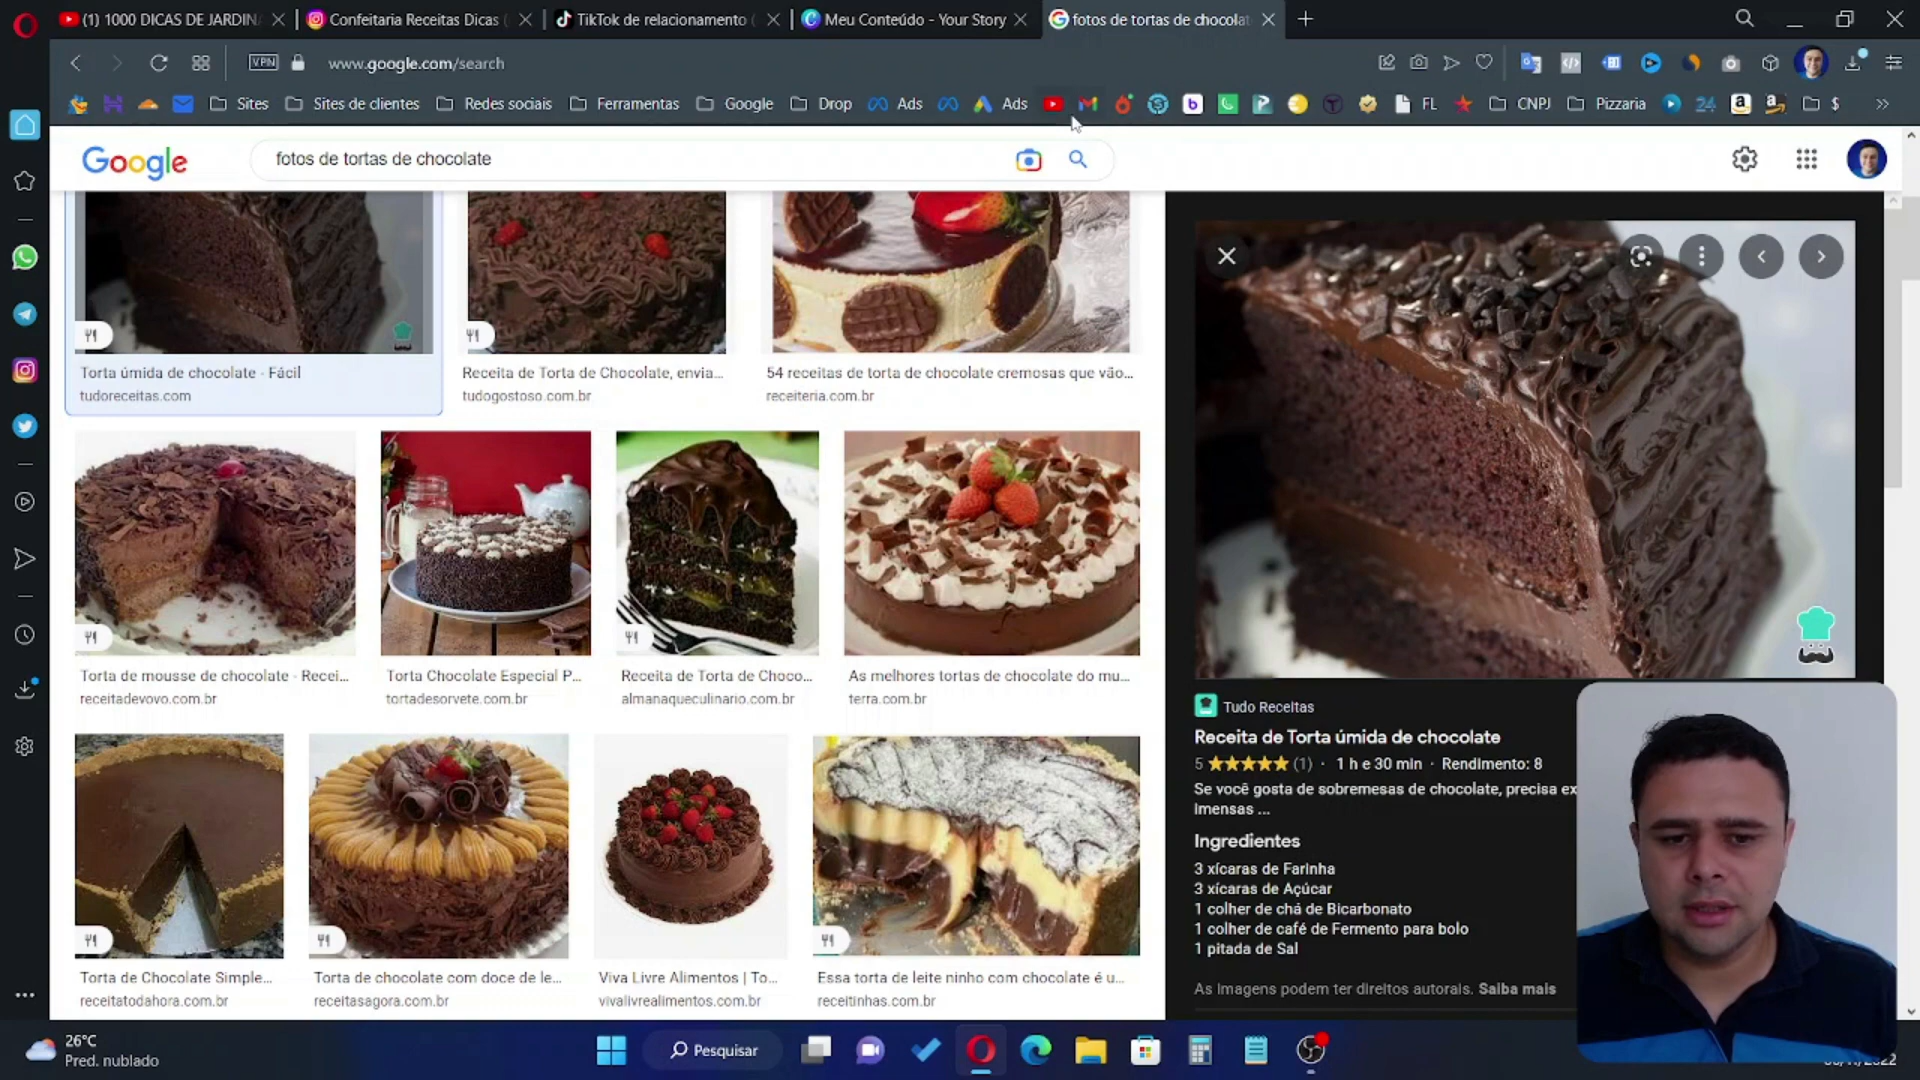 (1) 1000 DICAS DE JARDIN
Confeitaria Receitas Dicas (
TikTok de relacionamento (
Meu Conteúdo - Your Story
fotos de tortas de chocolat
VPN
www.google.com/search
Sites
Sites de clientes
Redes sociais
Ferramentas
Google
Drop
Ads
Ads
FL
CNPJ
Pizzaria
24
$
Google
fotos de tortas de chocolate
Torta úmida de chocolate - Fácil
tudoreceitas.com
Receita de Torta de Chocolate, envia...
tudogostoso.com.br
54 receitas de torta de chocolate cremosas que vão...
receiteria.com.br
Torta de mousse de chocolate - Recei...
receitadevovo.com.br
Torta Chocolate Especial P...
tortadesorvete.com.br
Receita de Torta de Choco...
almanaqueculinario.com.br
As melhores tortas de chocolate do mu...
terra.com.br
Torta de Chocolate Simple...
receitatodahora.com.br
Torta de chocolate com doce de le...
receitasagora.com.br
Viva Livre Alimentos | To...
vivalivrealimentos.com.br
Essa torta de leite ninho com chocolate é u...
receitinhas.com.br
Tudo Receitas
Receita de Torta úmida de chocolate
5 ★★★★★ (1) · 1 h e 30 min · Rendimento: 8
Se você gosta de sobremesas de chocolate, precisa ex
Imensas ...
Ingredientes
3 xícaras de Farinha
3 xícaras de Açúcar
1 colher de chá de Bicarbonato
1 colher de café de Fermento para bolo
1 pitada de Sal
As imagens podem ter direitos autorais. Saiba mais
26°C
Pred. nublado
Pesquisar